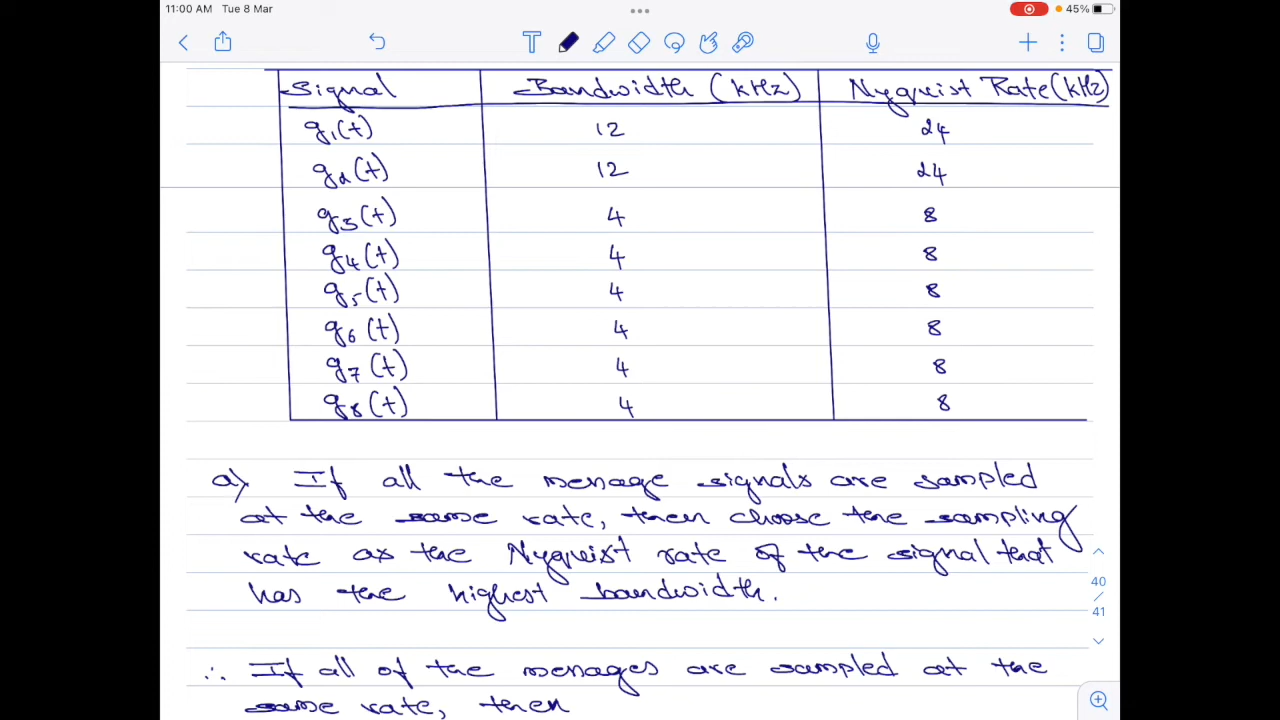 11:00 AM Tue 8 Mar
45%
Signal Bandwidth (kHz) Nyquist Rate(kHz)
g1(t) 12 24
g2(t) 12 24
g3(t) 4 8
g4(t) 4 8
g5(t) 4 8
g6(t) 4 8
g7(t) 4 8
g8(t) 4 8
a) If all the message signals are sampled
at the same rate, then choose the sampling
rate as the Nyquist rate of the signal that
has the highest bandwidth.
40
/
41
∴ If all of the messages are sampled at the
same rate, then